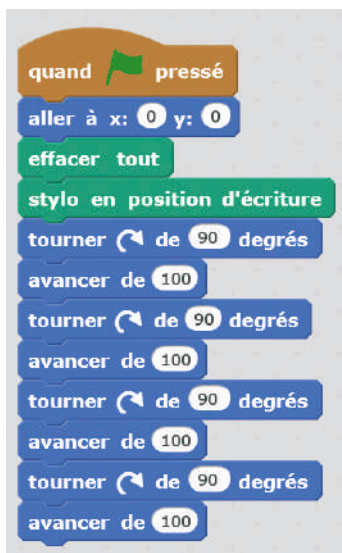 quand pressé
aller à x: 0 y: 0
effacer tout
stylo en position d'écriture
tourner de 90 degrés
avancer de 100
tourner de 90 degrés
avancer de 100
tourner de 90 degrés
avancer de 100
tourner de 90 degrés
avancer de 100